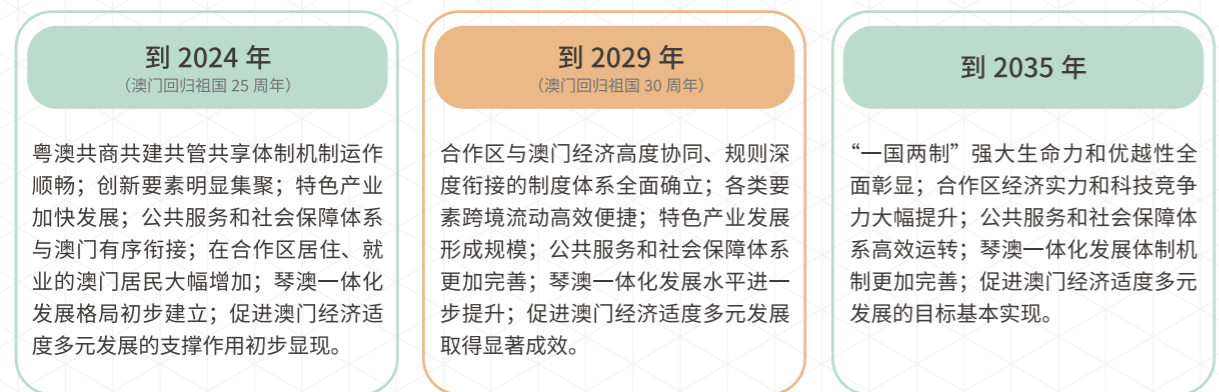 到 2024 年
（澳门回归祖国 25 周年）
粤澳共商共建共管共享体制机制运作
顺畅；创新要素明显集聚；特色产业
加快发展；公共服务和社会保障体系
与澳门有序衔接；在合作区居住、就
业的澳门居民大幅增加；琴澳一体化
发展格局初步建立；促进澳门经济适
度多元发展的支撑作用初步显现。
到 2029 年
（澳门回归祖国 30 周年）
合作区与澳门经济高度协同、规则深
度衔接的制度体系全面确立；各类要
素跨境流动高效便捷；特色产业发展
形成规模；公共服务和社会保障体系
更加完善；琴澳一体化发展水平进一
步提升；促进澳门经济适度多元发展
取得显著成效。
到 2035 年
“一国两制”强大生命力和优越性全
面彰显；合作区经济实力和科技竞争
力大幅提升；公共服务和社会保障体
系高效运转；琴澳一体化发展体制机
制更加完善；促进澳门经济适度多元
发展的目标基本实现。